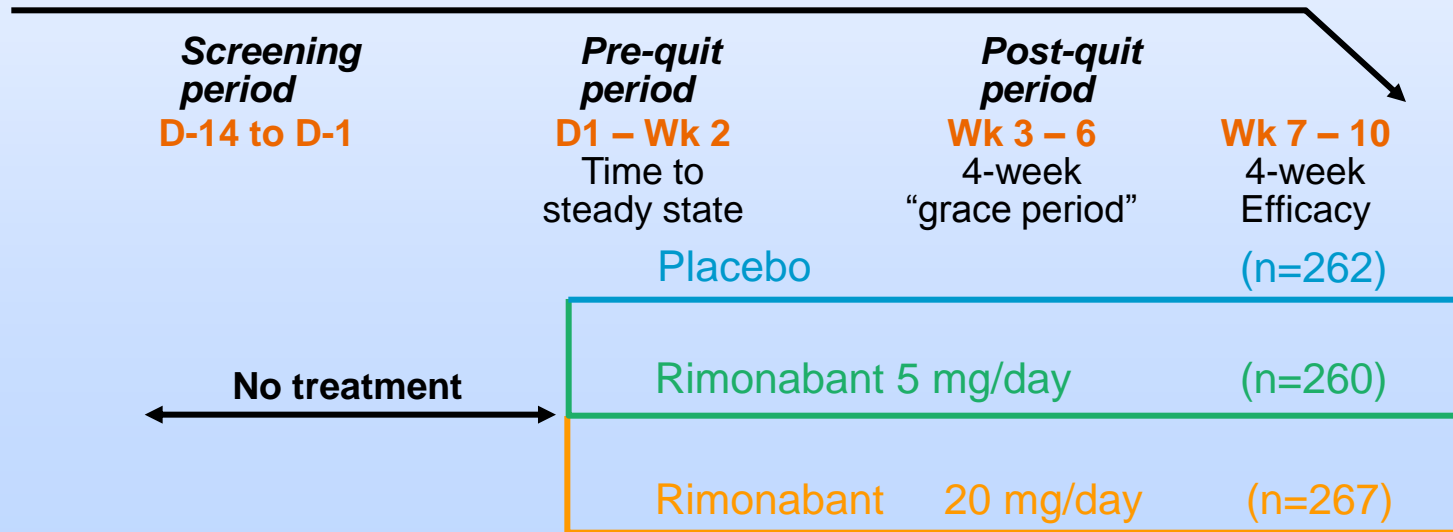 Screening period
D-14 to D-1
Pre-quit period
D1 – Wk 2
Time to steady state
Post-quit period
Wk 3 – 6
4-week
“grace period”
Wk 7 – 10
4-week
Efficacy
Placebo (n=262)
No treatment
Rimonabant 5 mg/day (n=260)
Rimonabant 20 mg/day (n=267)